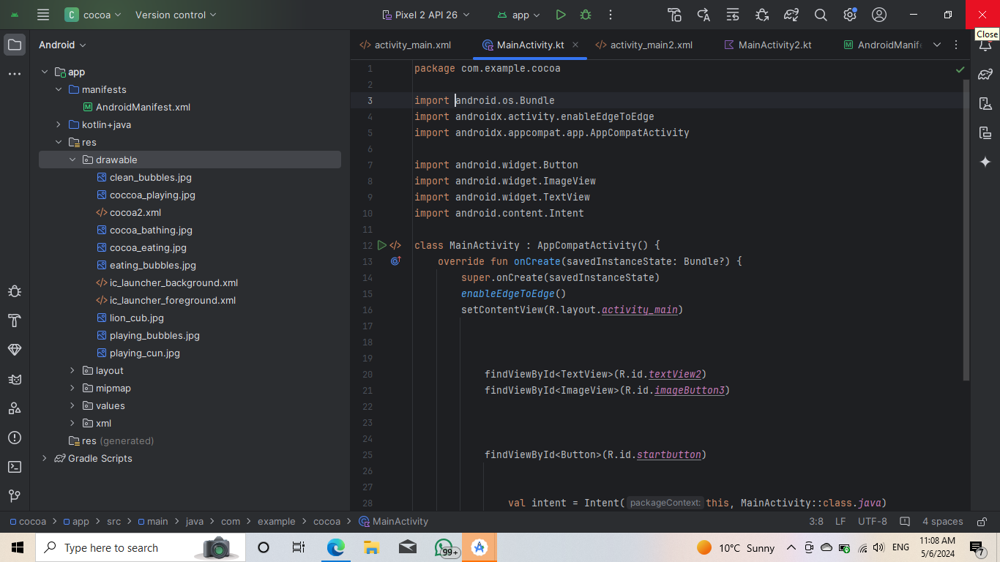 C cocoa Version control Pixel 2 API 26 app
Close
Android
activity_main.xml MainActivity.kt activity_main2.xml MainActivity2.kt AndroidManif
app
manifests
AndroidManifest.xml
kotlin+java
res
drawable
clean_bubbles.jpg
coccoa_playing.jpg
cocoa2.xml
cocoa_bathing.jpg
cocoa_eating.jpg
eating_bubbles.jpg
ic_launcher_background.xml
ic_launcher_foreground.xml
lion_cub.jpg
playing_bubbles.jpg
playing_cun.jpg
layout
mipmap
values
xml
res (generated)
Gradle Scripts
1 package com.example.cocoa
2
3 import android.os.Bundle
4 import androidx.activity.enableEdgeToEdge
5 import androidx.appcompat.app.AppCompatActivity
6
7 import android.widget.Button
8 import android.widget.ImageView
9 import android.widget.TextView
10 import android.content.Intent
11
12 class MainActivity : AppCompatActivity() {
13 override fun onCreate(savedInstanceState: Bundle?) {
14 super.onCreate(savedInstanceState)
15 enableEdgeToEdge()
16 setContentView(R.layout.activity_main)
17
18
19
20 findViewById<TextView>(R.id.textView2)
21 findViewById<ImageView>(R.id.imageButton3)
22
23
24
25 findViewById<Button>(R.id.startbutton)
26
27
28 val intent = Intent( packageContext: this, MainActivity::class.java)
cocoa > app > src > main > java > com > example > cocoa > MainActivity 3:8 LF UTF-8 4 spaces
Type here to search 99+ 10°C Sunny ENG 11:08 AM
5/6/2024 7